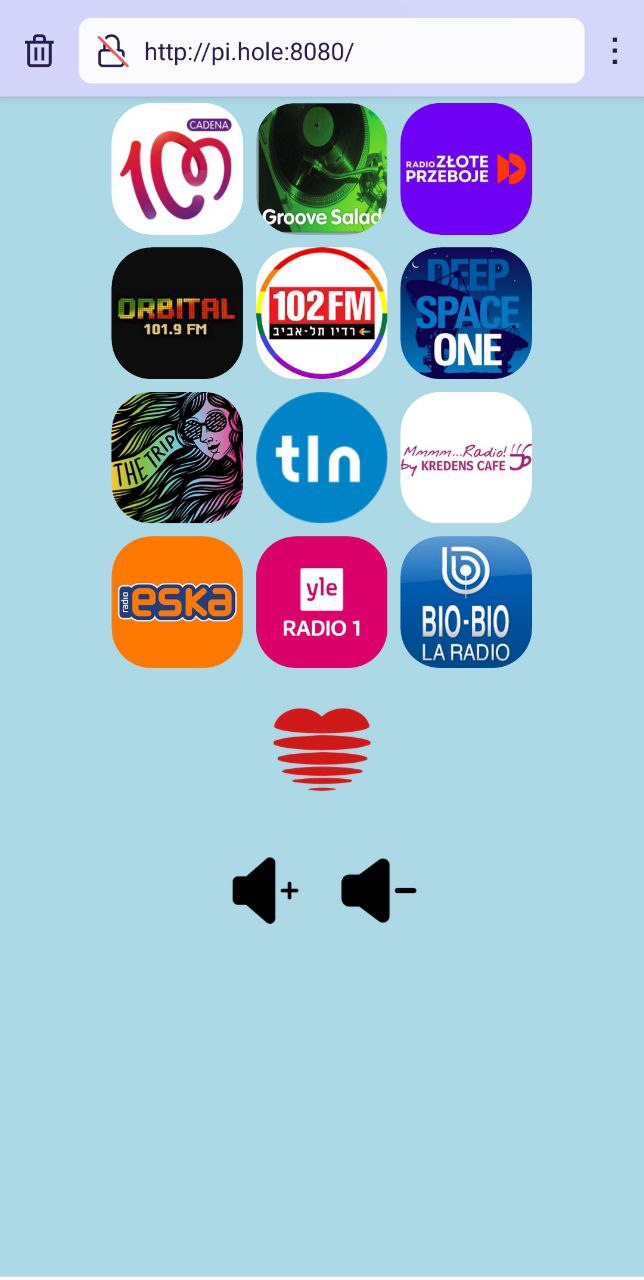 http://pi.hole:8080/
CADENA
100
Groove Salad
RADIO ZŁOTE
PRZEBOJE
ORBITAL
101.9 FM
102FM
רדיו תל-אביב
DEEP
SPACE
ONE
THE TRIP
tln
Mmmm...Radio!
by KREDENS CAFE
radio eska
yle
RADIO 1
BIO-BIO
LA RADIO